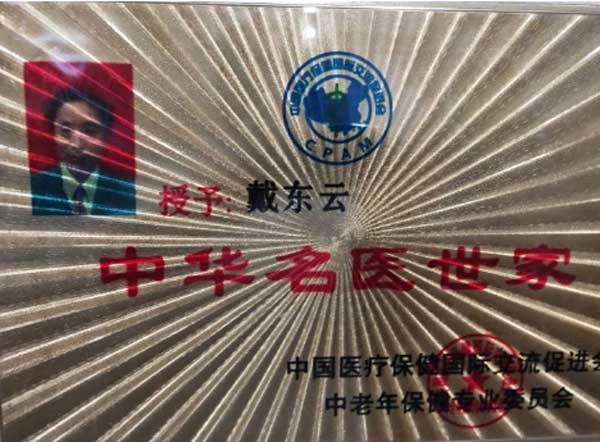 CPAM
授予：戴东云
中华名医世家
中国医疗保健国际交流促进会
中老年保健专业委员会